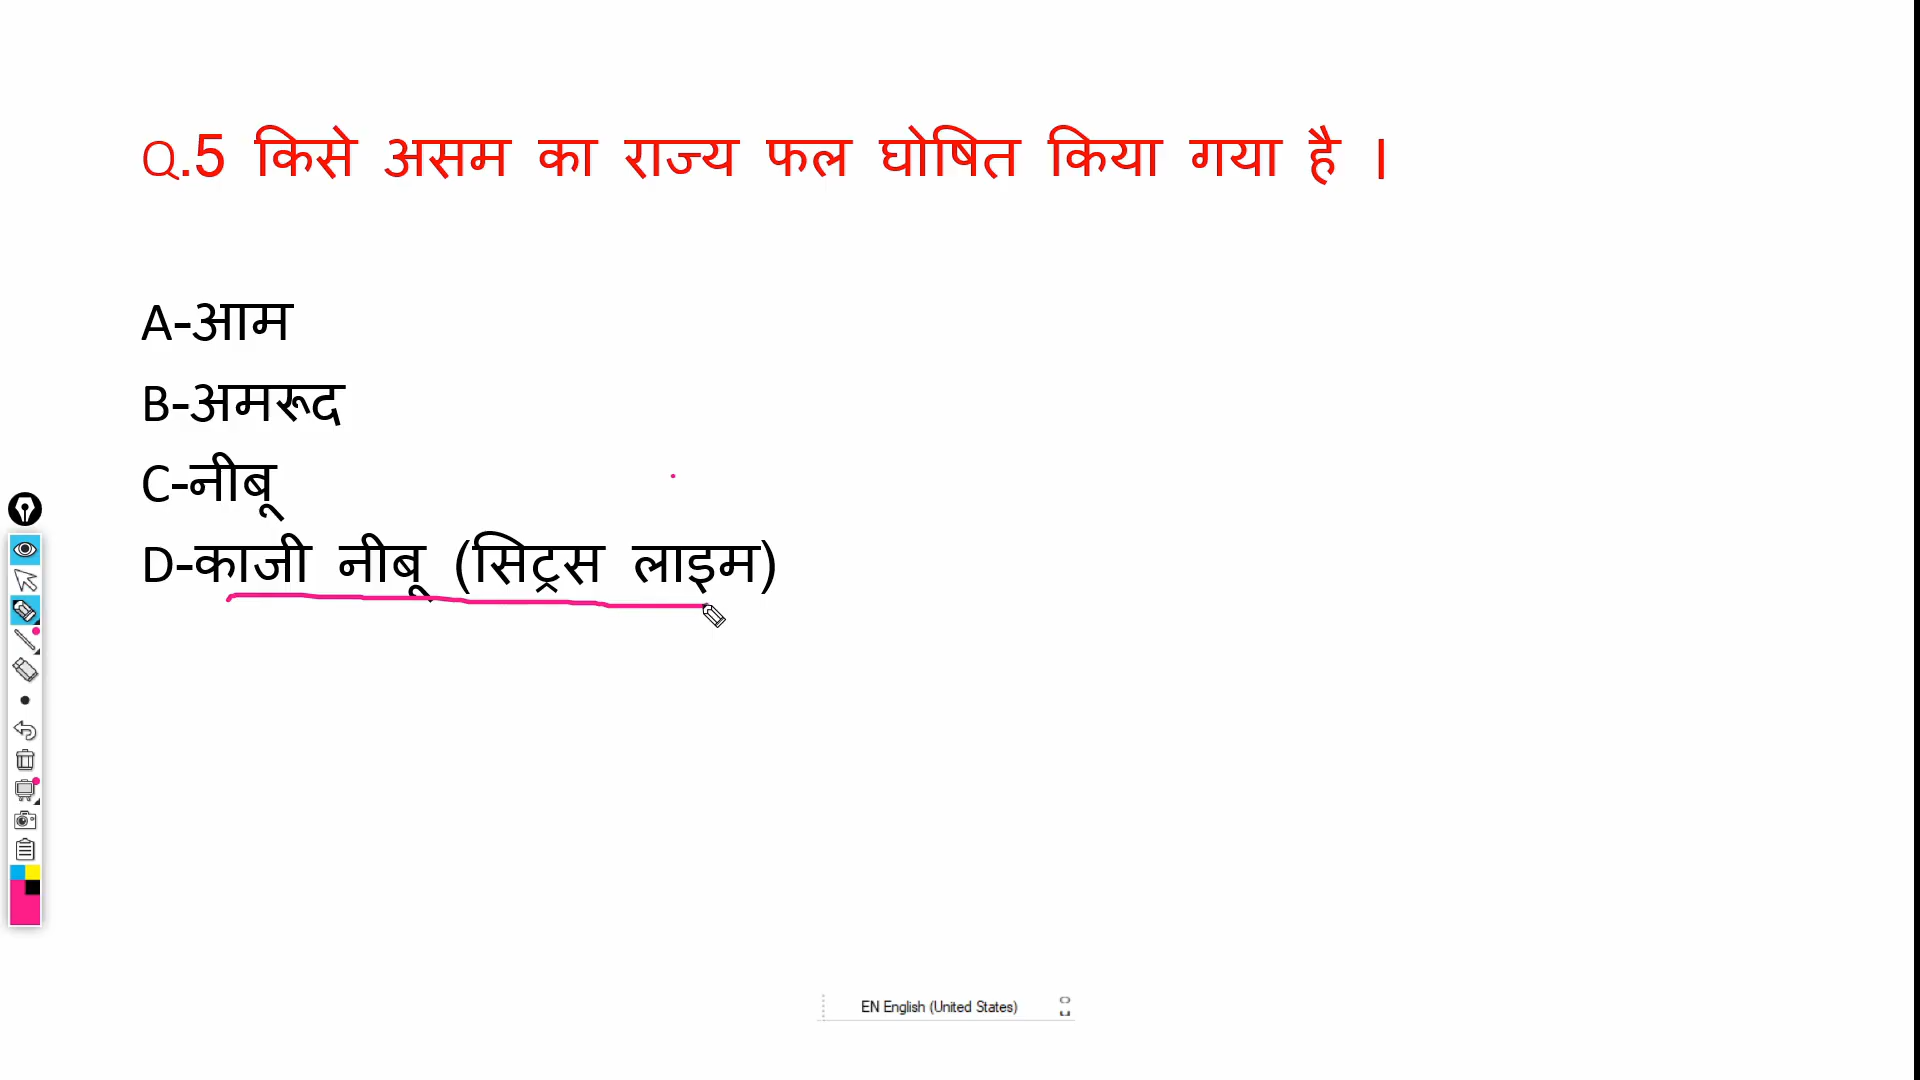 Q.5 किसे असम का राज्य फल घोषित किया गया है ।
A-आम
B-अमरूद
C-नीबू
D-काजी नीबू (सिट्रस लाइम)
EN English (United States)